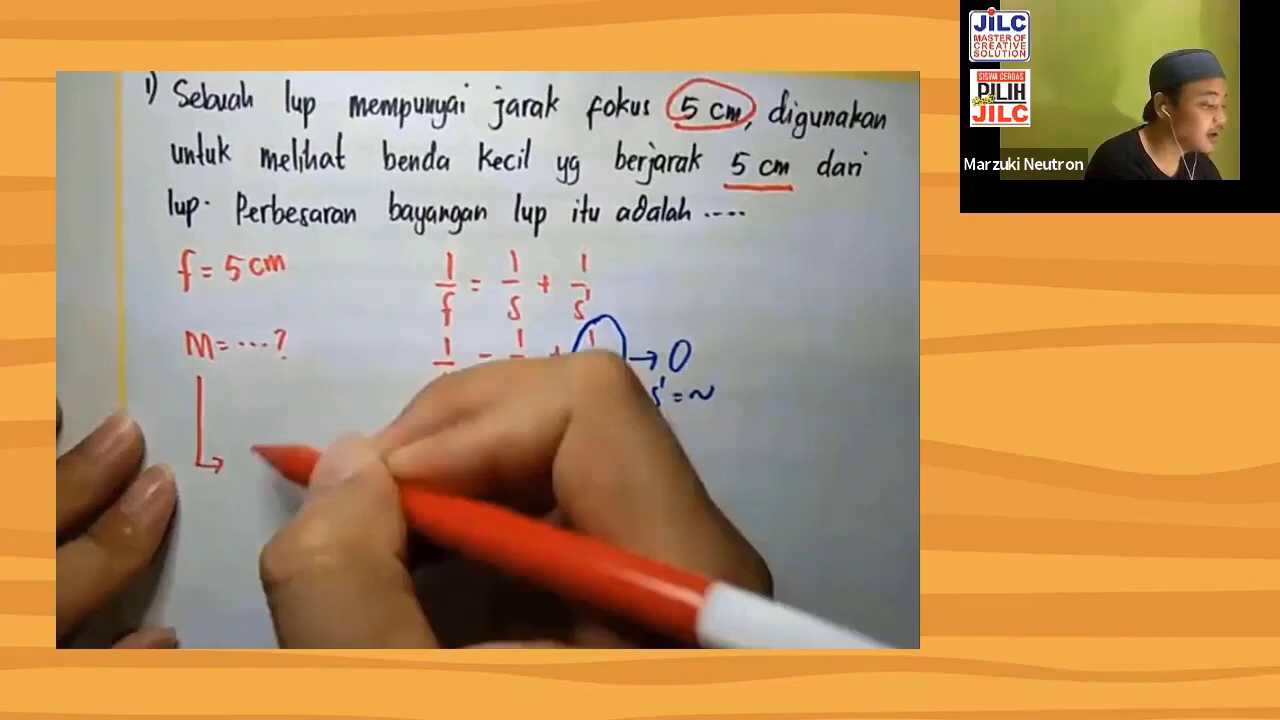 1) Sebuah lup mempunyai jarak fokus 5 cm, digunakan
untuk melihat benda kecil yg berjarak 5 cm dari
lup. Perbesaran bayangan lup itu adalah ....
f = 5 cm
1/f = 1/s + 1/s'
M = ...?
→ 0
s' = ~
JILC
MASTER OF
CREATIVE
SOLUTION
SISWA CERDAS
PILIH
JILC
Marzuki Neutron